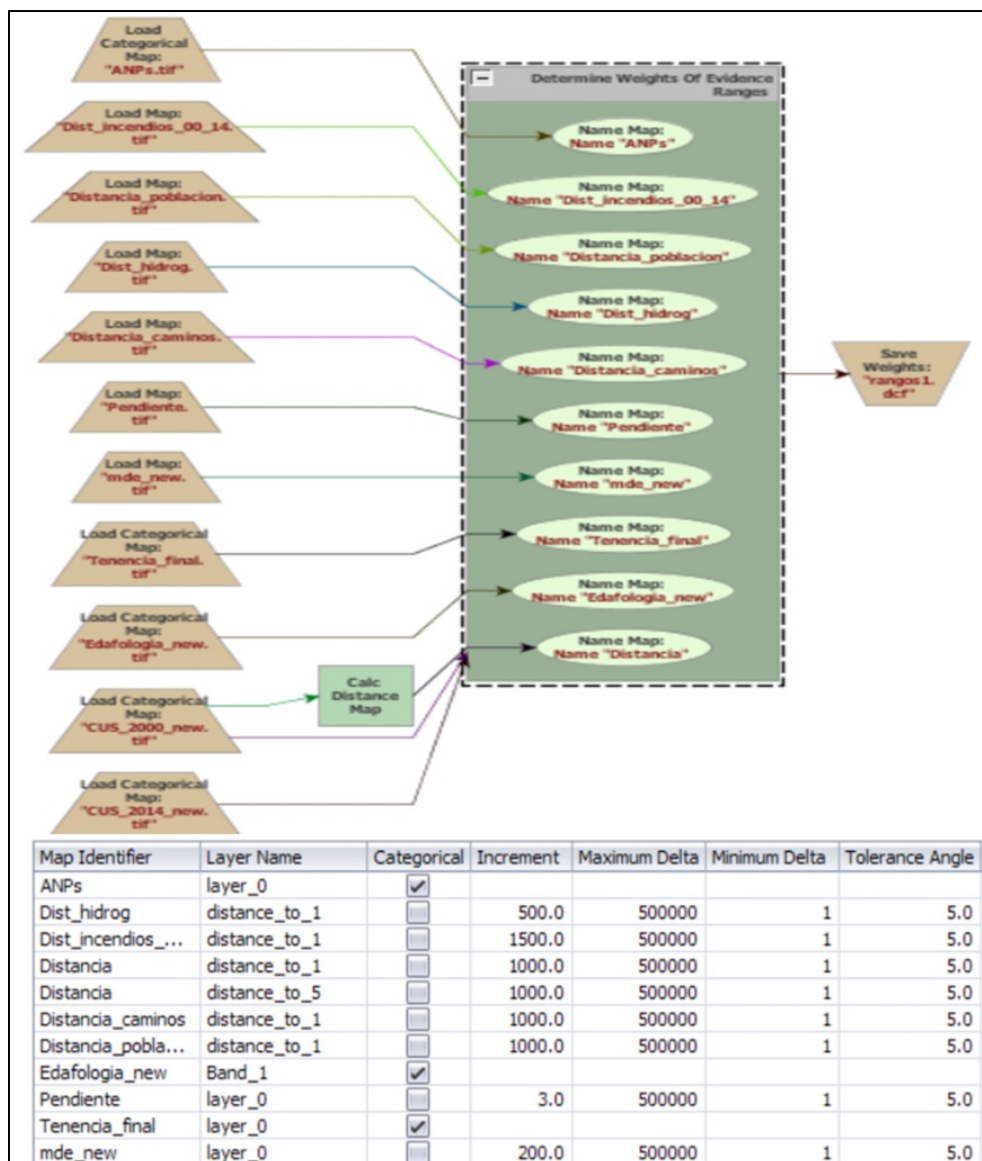 Load
Categorical
Map:
"ANPs.tif"
Load Map:
"Dist_incendios_00_14.
tif"
Load Map:
"Distancia_poblacion.
tif"
Load Map:
"Dist_hidrog.
tif"
Load Map:
"Distancia_caminos.
tif"
Load Map:
"Pendiente.
tif"
Load Map:
"mde_new.
tif"
Load Categorical
Map:
"Tenencia_final.
tif"
Load Categorical
Map:
"Edafologia_new.
tif"
Load Categorical
Map:
"CUS_2000_new.
tif"
Load Categorical
Map:
"CUS_2014_new.
tif"
Calc
Distance
Map
Determine Weights Of Evidence
Ranges
Name Map:
Name "ANPs"
Name Map:
Name "Dist_incendios_00_14"
Name Map:
Name "Distancia_poblacion"
Name Map:
Name "Dist_hidrog"
Name Map:
Name "Distancia_caminos"
Name Map:
Name "Pendiente"
Name Map:
Name "mde_new"
Name Map:
Name "Tenencia_final"
Name Map:
Name "Edafologia_new"
Name Map:
Name "Distancia"
Save
Weights:
"rangos1.
dcf"
Map Identifier Layer Name Categorical Increment Maximum Delta Minimum Delta Tolerance Angle
ANPs layer_0
Dist_hidrog distance_to_1 500.0 500000 1 5.0
Dist_incendios_... distance_to_1 1500.0 500000 1 5.0
Distancia distance_to_1 1000.0 500000 1 5.0
Distancia distance_to_5 1000.0 500000 1 5.0
Distancia_caminos distance_to_1 1000.0 500000 1 5.0
Distancia_pobla... distance_to_1 1000.0 500000 1 5.0
Edafologia_new Band_1
Pendiente layer_0 3.0 500000 1 5.0
Tenencia_final layer_0
mde_new layer_0 200.0 500000 1 5.0